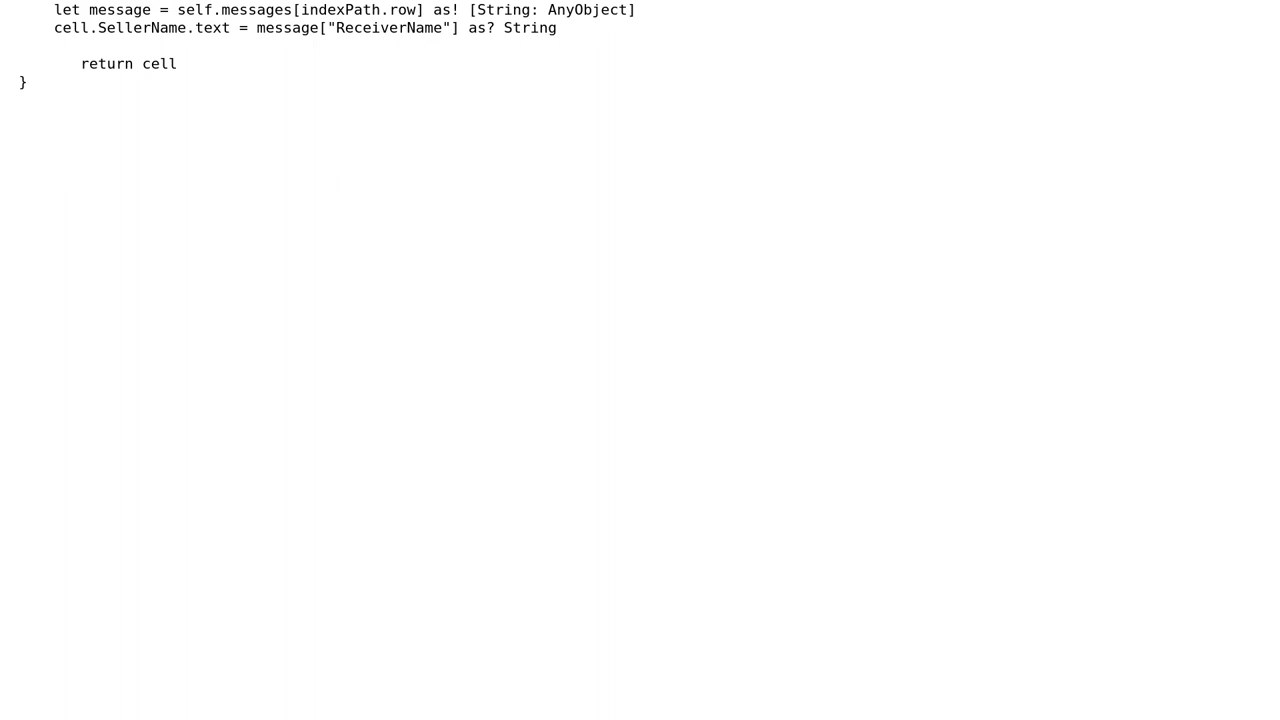 let message = self.messages[indexPath.row] as! [String: AnyObject]
cell.SellerName.text = message["ReceiverName"] as? String
return cell
}